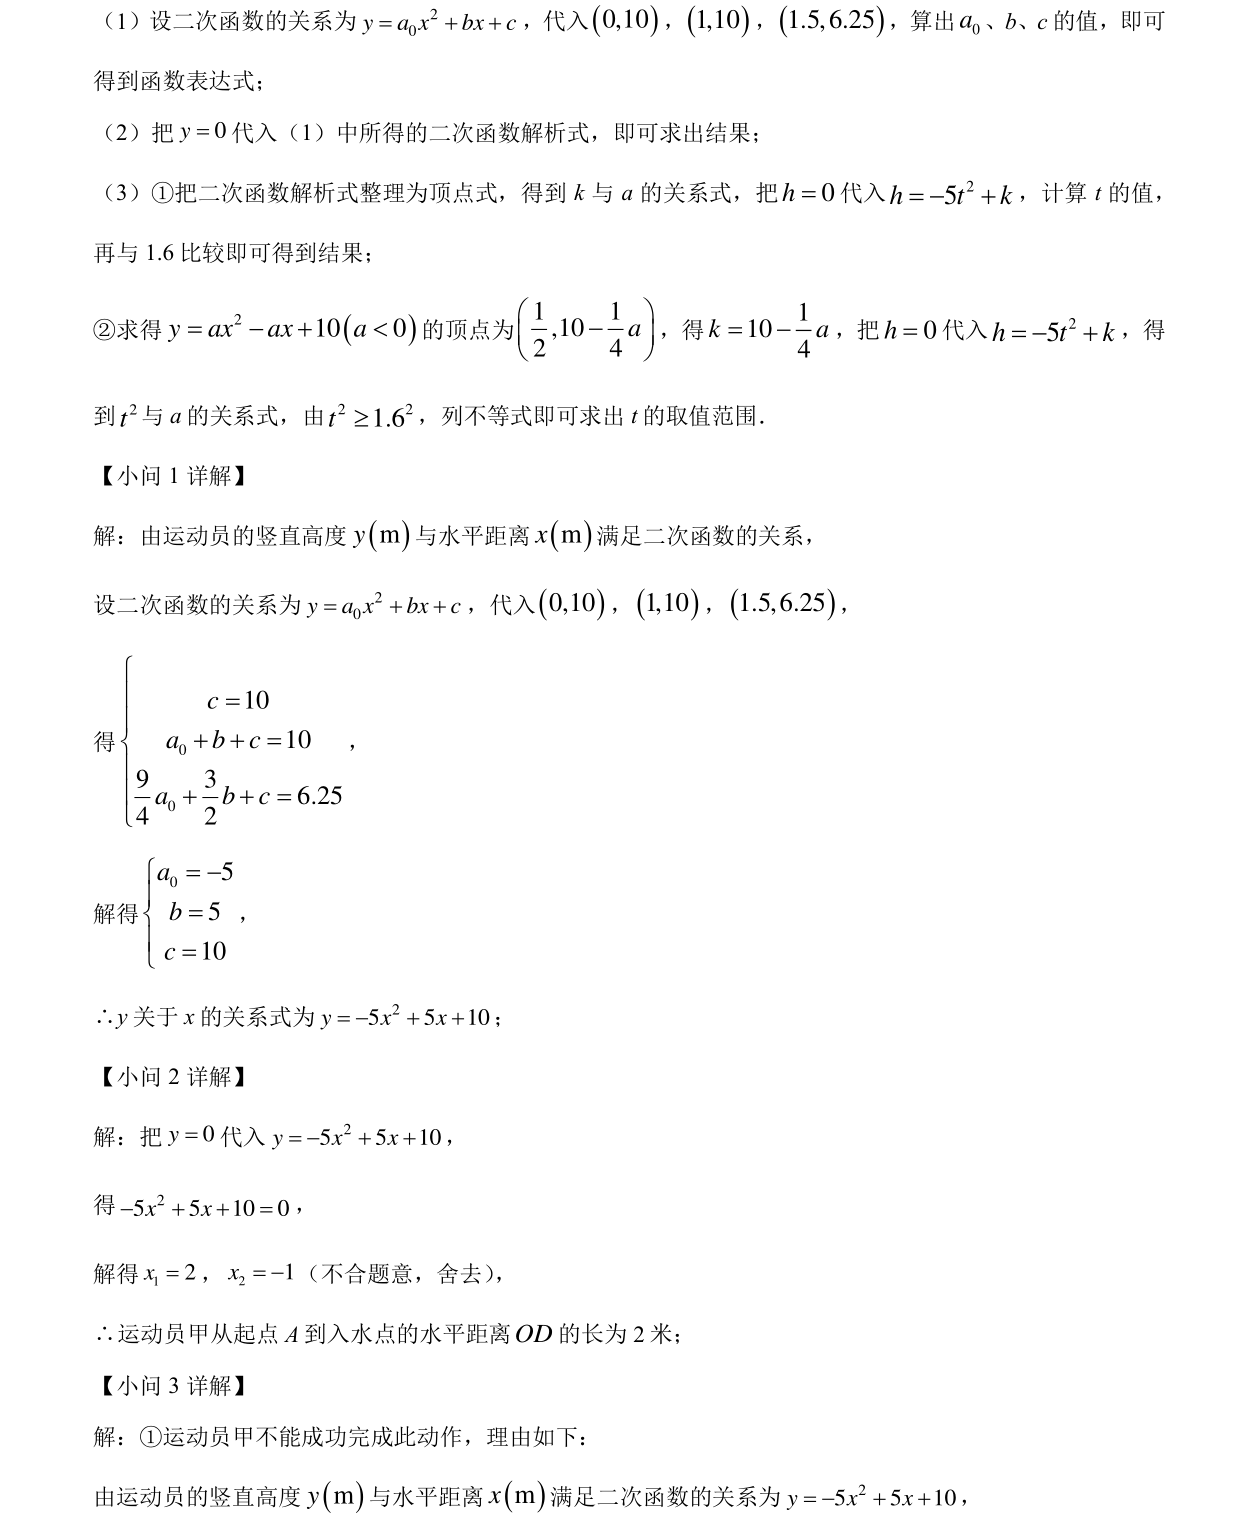 （1）设二次函数的关系为 y = a₀x² + bx + c，代入(0,10)，(1,10)，(1.5,6.25)，算出 a₀、b、c 的值，即可
得到函数表达式；
（2）把 y = 0 代入（1）中所得的二次函数解析式，即可求出结果；
（3）①把二次函数解析式整理为顶点式，得到 k 与 a 的关系式，把 h = 0 代入 h = −5t² + k，计算 t 的值，
再与 1.6 比较即可得到结果；
②求得 y = ax² − ax + 10(a < 0) 的顶点为 (1/2, 10 − 1/4 a)，得 k = 10 − 1/4 a，把 h = 0 代入 h = −5t² + k，得
到 t² 与 a 的关系式，由 t² ≥ 1.6²，列不等式即可求出 t 的取值范围．
【小问 1 详解】
解：由运动员的竖直高度 y(m) 与水平距离 x(m) 满足二次函数的关系，
设二次函数的关系为 y = a₀x² + bx + c，代入(0,10)，(1,10)，(1.5,6.25)，
得 { c = 10
a₀ + b + c = 10 ，
9/4 a₀ + 3/2 b + c = 6.25
解得 { a₀ = −5
b = 5 ，
c = 10
∴y 关于 x 的关系式为 y = −5x² + 5x + 10；
【小问 2 详解】
解：把 y = 0 代入 y = −5x² + 5x + 10，
得 −5x² + 5x + 10 = 0，
解得 x₁ = 2，x₂ = −1（不合题意，舍去），
∴运动员甲从起点 A 到入水点的水平距离 OD 的长为 2 米；
【小问 3 详解】
解：①运动员甲不能成功完成此动作，理由如下：
由运动员的竖直高度 y(m) 与水平距离 x(m) 满足二次函数的关系为 y = −5x² + 5x + 10，